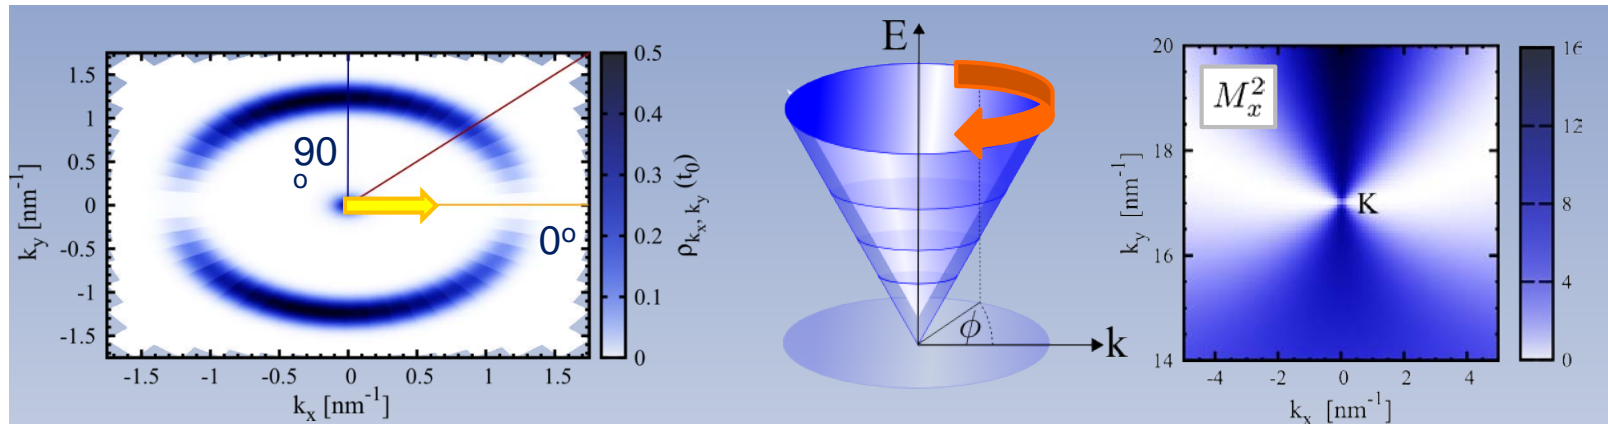 1.5
1
0.5
0
-0.5
-1
-1.5
k_y [nm^-1]
90
o
0^o
-1.5 -1 -0.5 0 0.5 1 1.5
k_x [nm^-1]
0.5
0.4
0.3
0.2
0.1
0
ρ_{k_x, k_y} (t_0)
E
ϕ
k
20
18
16
14
k_y [nm^-1]
M_x^2
K
-4 -2 0 2 4
k_x [nm^-1]
16
12
8
4
0